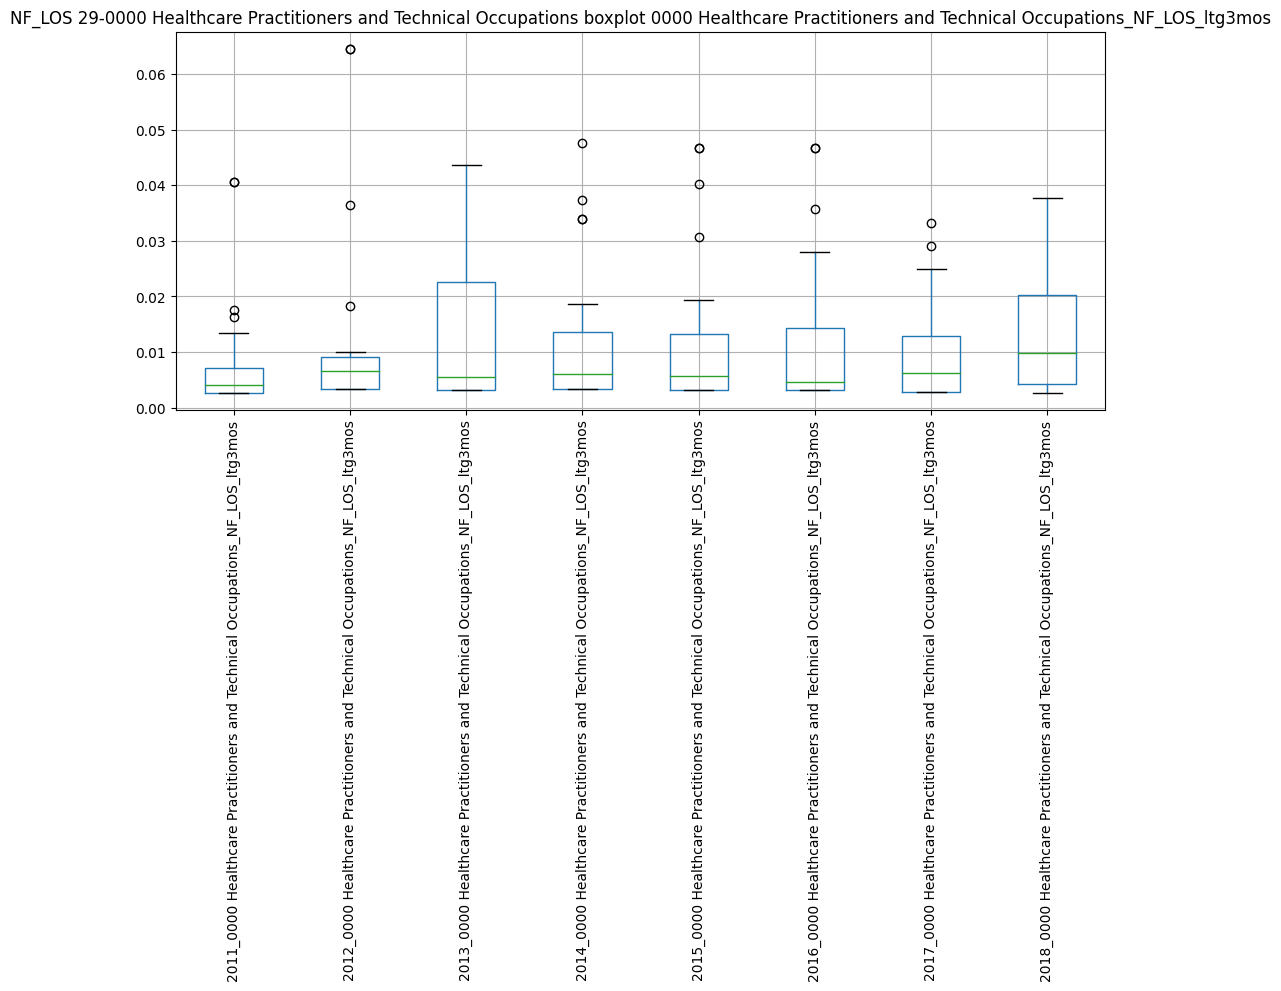 NF_LOS 29-0000 Healthcare Practitioners and Technical Occupations boxplot 0000 Healthcare Practitioners and Technical Occupations_NF_LOS_ltg3mos
0.06
0.05
0.04
0.03
0.02
0.01
0.00
2011_0000 Healthcare Practitioners and Technical Occupations_NF_LOS_ltg3mos
2012_0000 Healthcare Practitioners and Technical Occupations_NF_LOS_ltg3mos
2013_0000 Healthcare Practitioners and Technical Occupations_NF_LOS_ltg3mos
2014_0000 Healthcare Practitioners and Technical Occupations_NF_LOS_ltg3mos
2015_0000 Healthcare Practitioners and Technical Occupations_NF_LOS_ltg3mos
2016_0000 Healthcare Practitioners and Technical Occupations_NF_LOS_ltg3mos
2017_0000 Healthcare Practitioners and Technical Occupations_NF_LOS_ltg3mos
2018_0000 Healthcare Practitioners and Technical Occupations_NF_LOS_ltg3mos